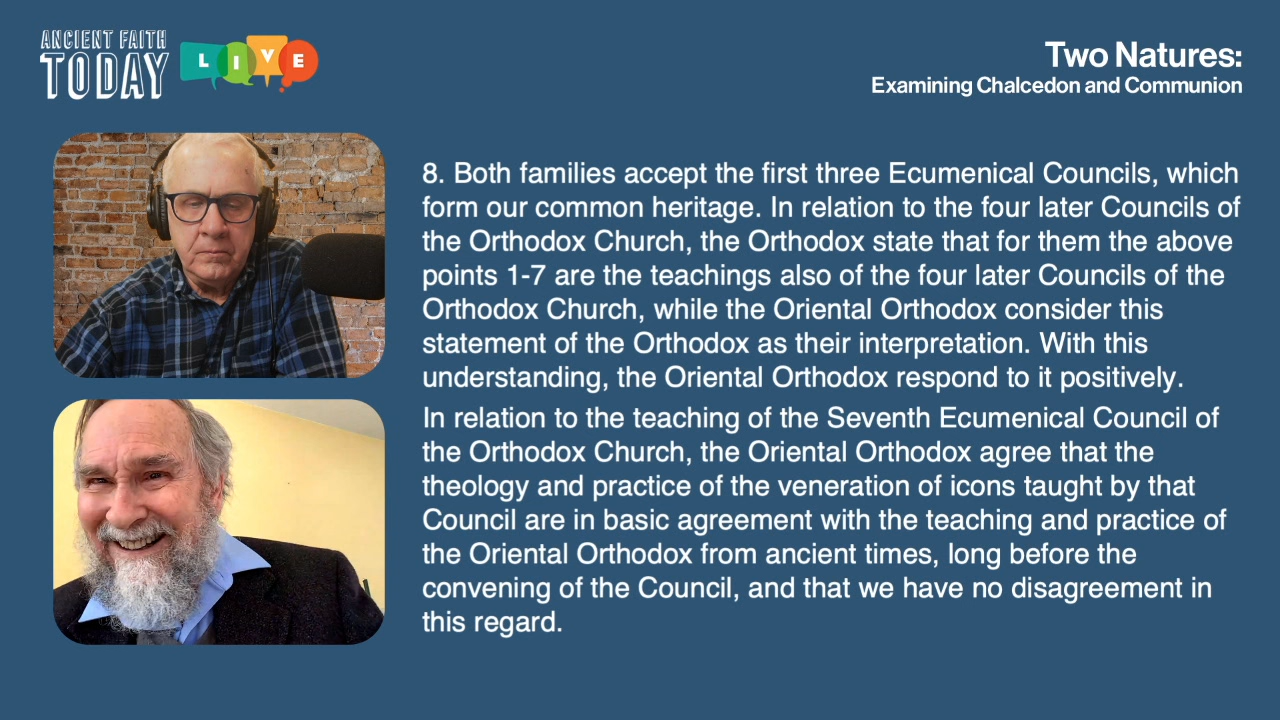 ANCIENT FAITH
TODAY
LIVE
Two Natures:
Examining Chalcedon and Communion
8. Both families accept the first three Ecumenical Councils, which
form our common heritage. In relation to the four later Councils of
the Orthodox Church, the Orthodox state that for them the above
points 1-7 are the teachings also of the four later Councils of the
Orthodox Church, while the Oriental Orthodox consider this
statement of the Orthodox as their interpretation. With this
understanding, the Oriental Orthodox respond to it positively.
In relation to the teaching of the Seventh Ecumenical Council of
the Orthodox Church, the Oriental Orthodox agree that the
theology and practice of the veneration of icons taught by that
Council are in basic agreement with the teaching and practice of
the Oriental Orthodox from ancient times, long before the
convening of the Council, and that we have no disagreement in
this regard.